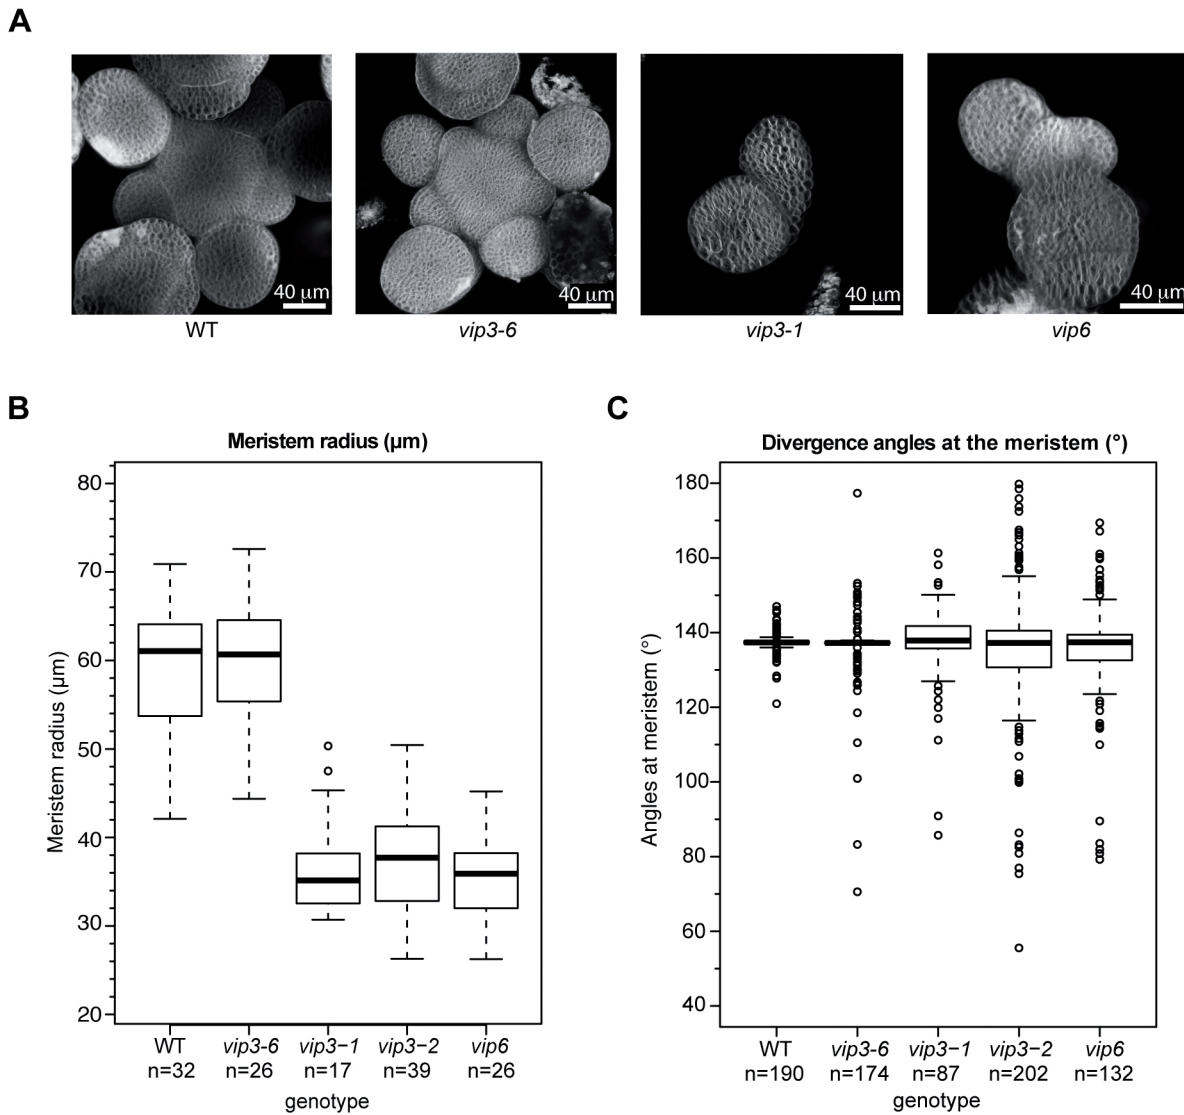 A
40 μm
40 μm
40 μm
40 μm
WT
vip3-6
vip3-1
vip6
B
Meristem radius (μm)
Meristem radius (μm)
80
70
60
50
40
30
20
WT
vip3-6
vip3−1
vip3−2
vip6
n=32
n=26
n=17
n=39
n=26
genotype
C
Divergence angles at the meristem (°)
Angles at meristem (°)
180
160
140
120
100
80
60
40
WT
vip3-6
vip3−1
vip3−2
vip6
n=190
n=174
n=87
n=202
n=132
genotype